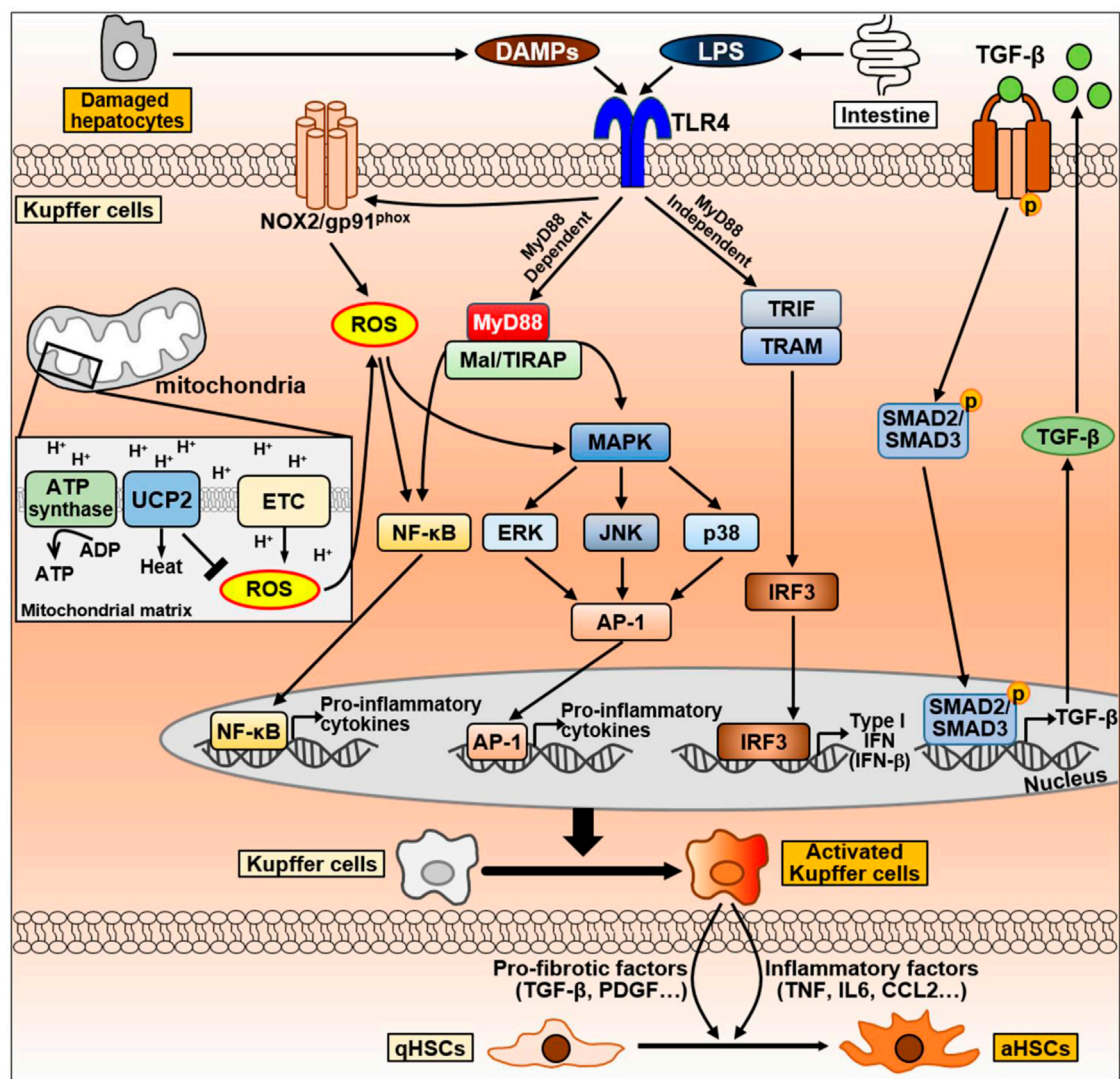 DAMPs
LPS
TGF-β
Damaged
hepatocytes
TLR4
Intestine
Kupffer cells
NOX2/gp91phox
p
MyD88
Dependent
MyD88
Independent
ROS
MyD88
Mal/TIRAP
TRIF
TRAM
mitochondria
p
SMAD2/
SMAD3
TGF-β
MAPK
H+ H+ H+ H+ H+ H+ H+ H+ H+
ATP
synthase
UCP2
ETC
NF-κB
ERK
JNK
p38
ADP
ATP
Heat
H+ H+
ROS
Mitochondrial matrix
IRF3
AP-1
NF-κB
Pro-inflammatory
cytokines
AP-1
Pro-inflammatory
cytokines
IRF3
Type I
IFN
(IFN-β)
p
SMAD2/
SMAD3
TGF-β
Nucleus
Kupffer cells
Activated
Kupffer cells
Pro-fibrotic factors
(TGF-β, PDGF…)
Inflammatory factors
(TNF, IL6, CCL2…)
qHSCs
aHSCs